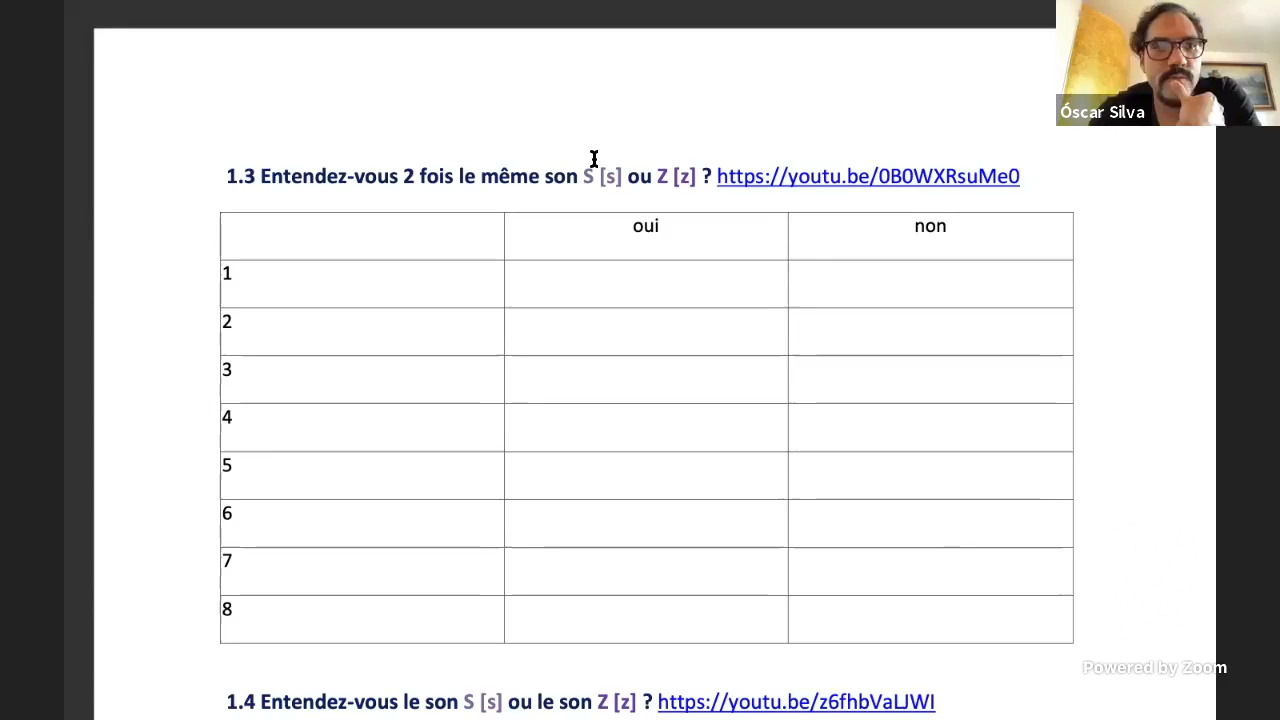 Óscar Silva
1.3 Entendez-vous 2 fois le même son S [s] ou Z [z] ? https://youtu.be/0B0WXRsuMe0
oui non
1
2
3
4
5
6
7
8
Powered by Zoom
1.4 Entendez-vous le son S [s] ou le son Z [z] ? https://youtu.be/z6fhbVaLJWI